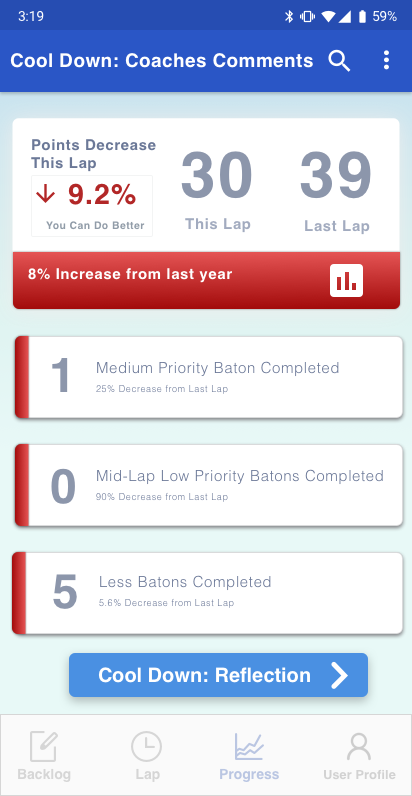 3:19
59%
Cool Down: Coaches Comments
Points Decrease
This Lap
9.2%
You Can Do Better
30
This Lap
39
Last Lap
8% Increase from last year
1
Medium Priority Baton Completed
25% Decrease from Last Lap
0
Mid-Lap Low Priority Batons Completed
90% Decrease from Last Lap
5
Less Batons Completed
5.6% Decrease from Last Lap
Cool Down: Reflection
Backlog
Lap
Progress
User Profile